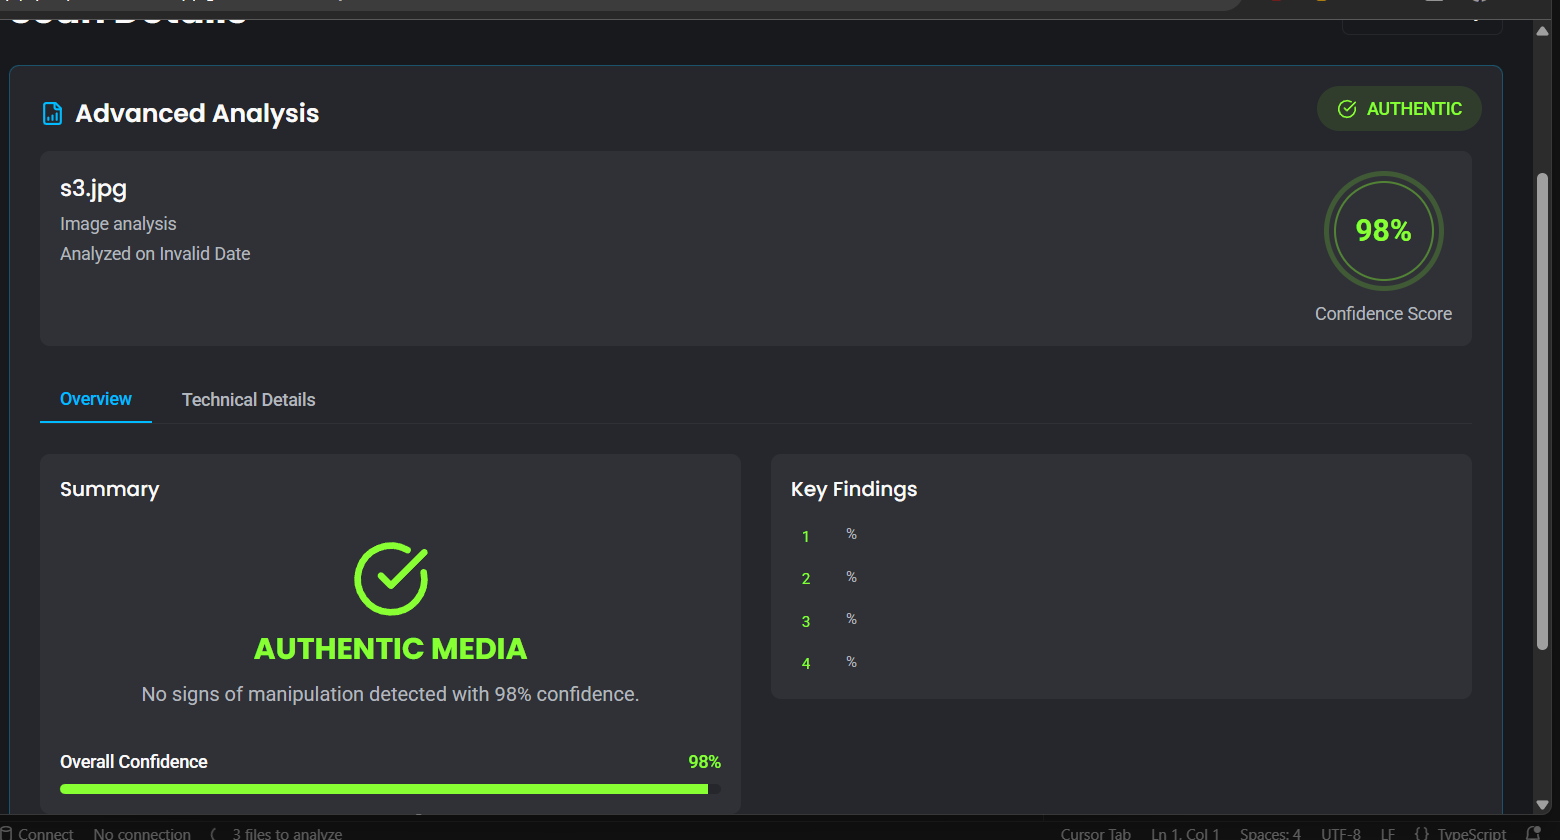 Scan Details
Advanced Analysis
AUTHENTIC
s3.jpg
Image analysis
Analyzed on Invalid Date
98%
Confidence Score
Overview
Technical Details
Summary
AUTHENTIC MEDIA
No signs of manipulation detected with 98% confidence.
Overall Confidence
98%
Key Findings
1 %
2 %
3 %
4 %
Connect No connection ( 3 files to analyze Cursor Tab Ln 1, Col 1 Spaces: 4 UTF-8 LF {} TypeScript